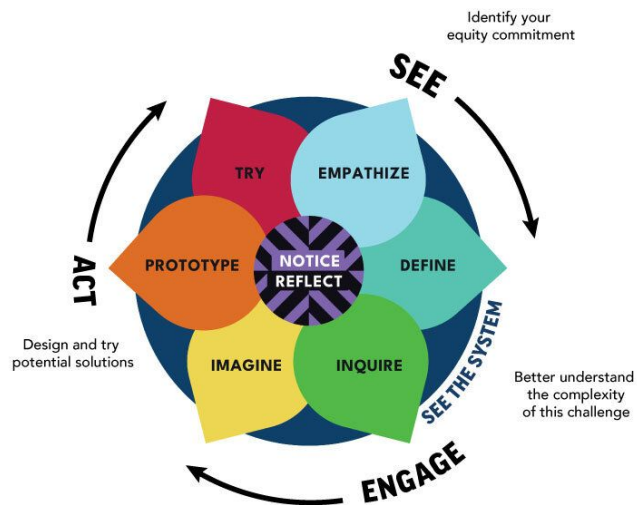 Identify your
equity commitment
SEE
TRY
EMPATHIZE
NOTICE
REFLECT
PROTOTYPE
DEFINE
ACT
Design and try
potential solutions
IMAGINE
INQUIRE
SEE THE SYSTEM
Better understand
the complexity
of this challenge
ENGAGE